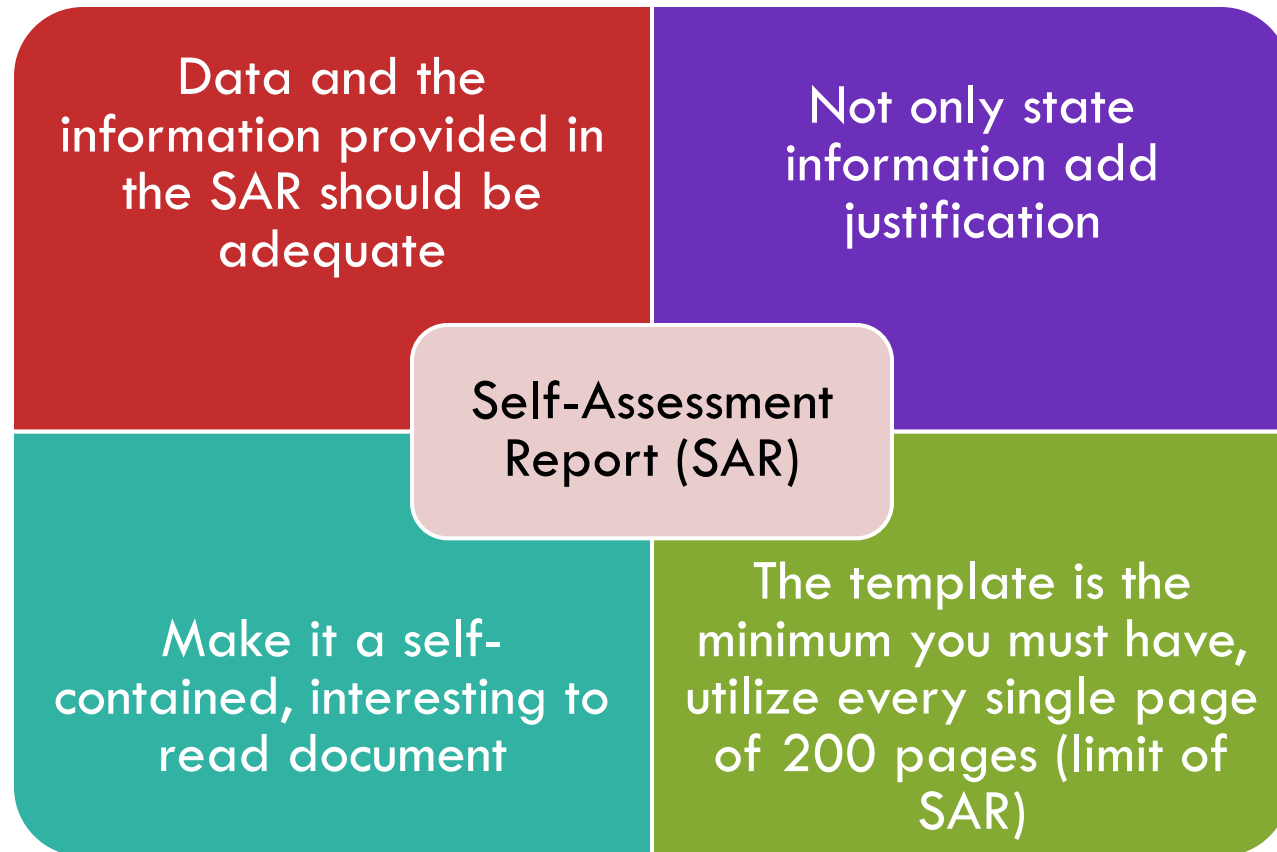 Data and the
information provided in
the SAR should be
adequate
Not only state
information add
justification
Self-Assessment
Report (SAR)
Make it a self-
contained, interesting to
read document
The template is the
minimum you must have,
utilize every single page
of 200 pages (limit of
SAR)